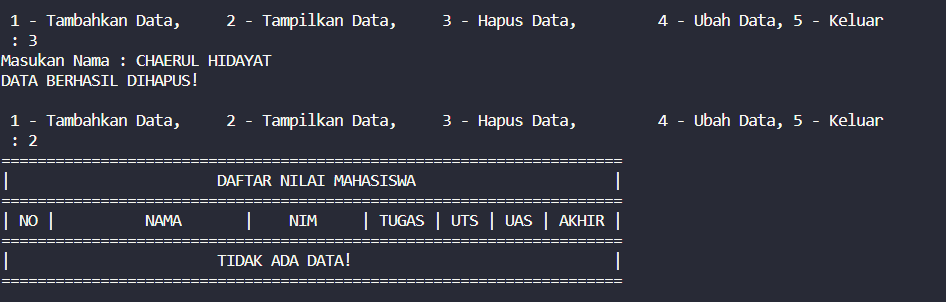 1 - Tambahkan Data,     2 - Tampilkan Data,     3 - Hapus Data,         4 - Ubah Data, 5 - Keluar
: 3
Masukan Nama : CHAERUL HIDAYAT
DATA BERHASIL DIHAPUS!
1 - Tambahkan Data,     2 - Tampilkan Data,     3 - Hapus Data,         4 - Ubah Data, 5 - Keluar
: 2
=====================================================================
|                       DAFTAR NILAI MAHASISWA                      |
=====================================================================
| NO |          NAMA       |    NIM     | TUGAS | UTS | UAS | AKHIR |
=====================================================================
|                       TIDAK ADA DATA!                             |
=====================================================================